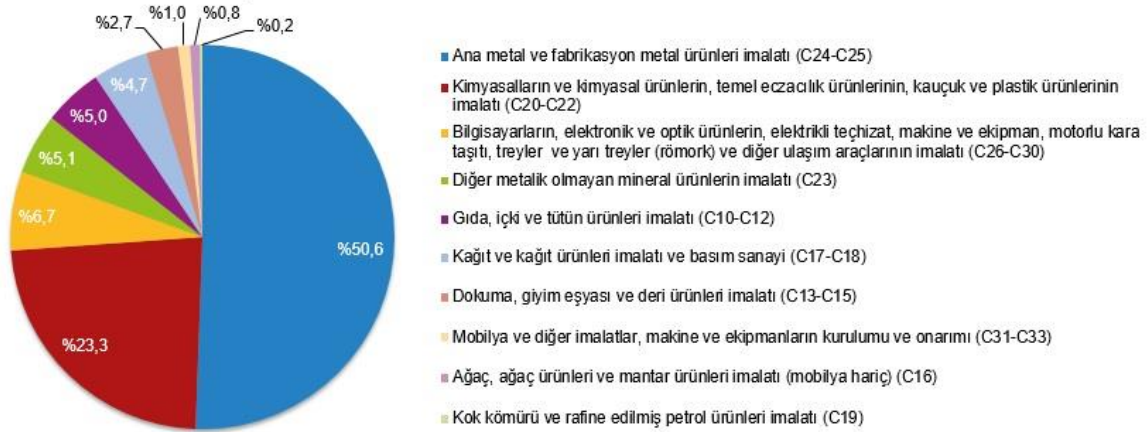 %2,7
%1,0
%0,8
%0,2
%4,7
%5,0
%5,1
%6,7
%23,3
%50,6
Ana metal ve fabrikasyon metal ürünleri imalatı (C24-C25)
Kimyasalların ve kimyasal ürünlerin, temel eczacılık ürünlerinin, kauçuk ve plastik ürünlerinin
imalatı (C20-C22)
Bilgisayarların, elektronik ve optik ürünlerin, elektrikli teçhizat, makine ve ekipman, motorlu kara
taşıtı, treyler ve yarı treyler (römork) ve diğer ulaşım araçlarının imalatı (C26-C30)
Diğer metalik olmayan mineral ürünlerin imalatı (C23)
Gıda, içki ve tütün ürünleri imalatı (C10-C12)
Kağıt ve kağıt ürünleri imalatı ve basım sanayi (C17-C18)
Dokuma, giyim eşyası ve deri ürünleri imalatı (C13-C15)
Mobilya ve diğer imalatlar, makine ve ekipmanların kurulumu ve onarımı (C31-C33)
Ağaç, ağaç ürünleri ve mantar ürünleri imalatı (mobilya hariç) (C16)
Kok kömürü ve rafine edilmiş petrol ürünleri imalatı (C19)